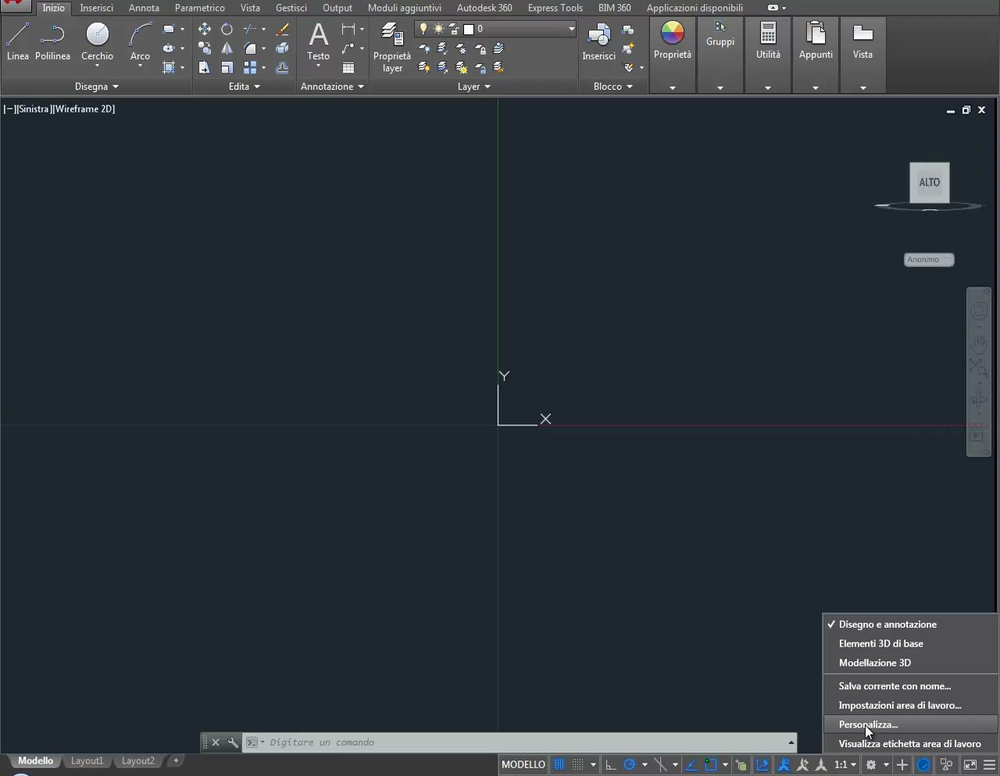 Inizio Inserisci Annota Parametrico Vista Gestisci Output Moduli aggiuntivi Autodesk 360 Express Tools BIM 360 Applicazioni disponibili
0
Linea Polilinea Cerchio Arco Testo Proprietà layer Inserisci Proprietà Gruppi Utilità Appunti Vista
Disegna Edita Annotazione Layer Blocco
[−][Sinistra][Wireframe 2D]
ALTO
Anonimo
Y
X
Disegno e annotazione
Elementi 3D di base
Modellazione 3D
Salva corrente con nome...
Impostazioni area di lavoro...
Personalizza...
Visualizza etichetta area di lavoro
Digitare un comando
Modello Layout1 Layout2 +
MODELLO 1:1